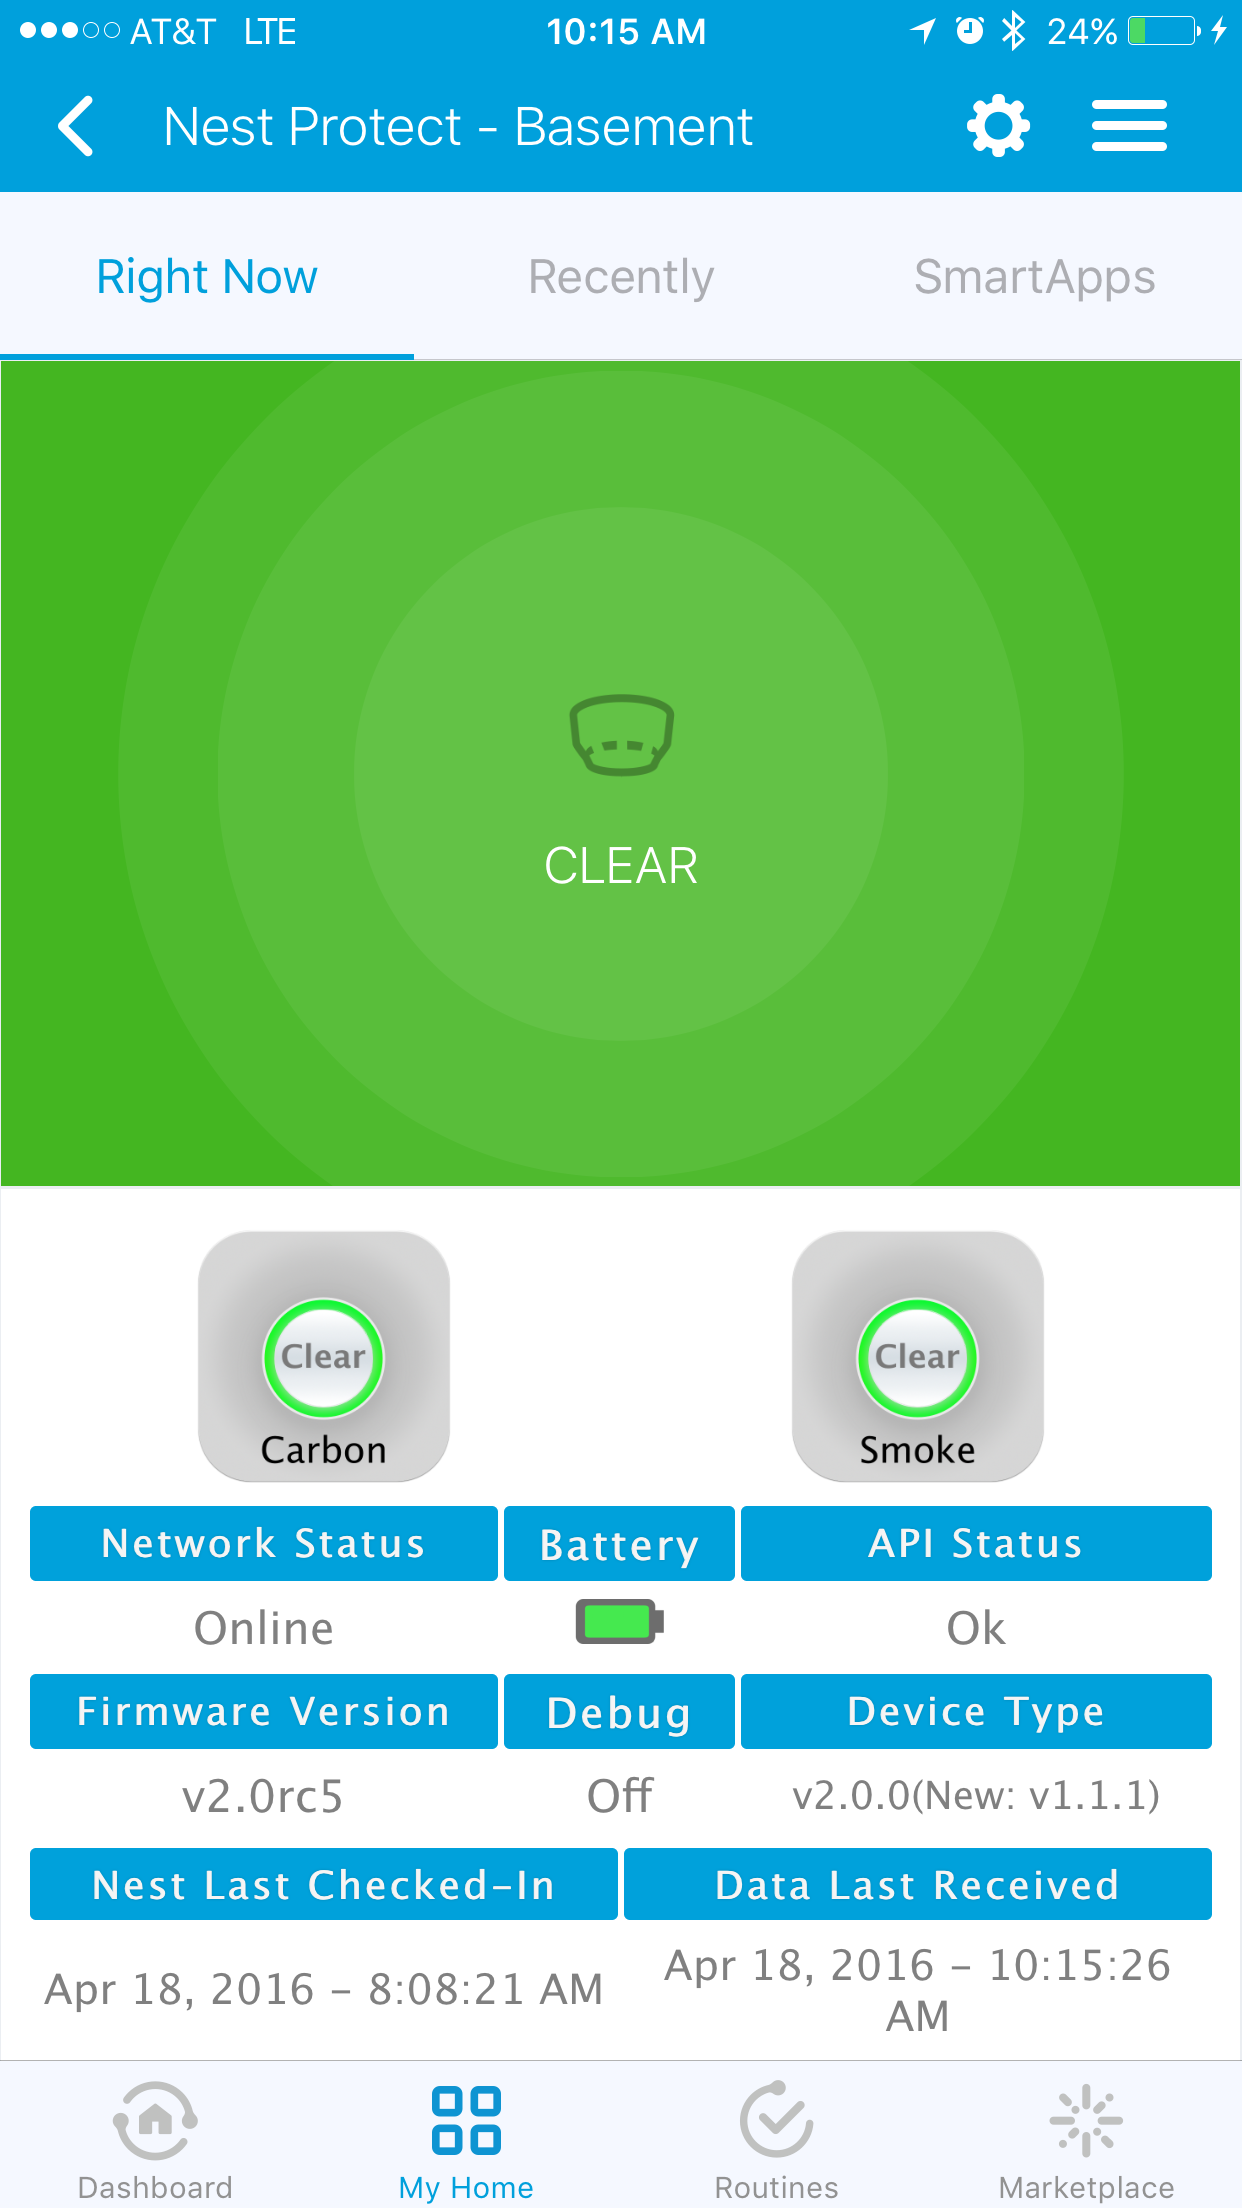 AT&T LTE 10:15 AM 24%
Nest Protect - Basement
Right Now Recently SmartApps
CLEAR
Clear Clear
Carbon Smoke
Network Status Battery API Status
Online Ok
Firmware Version Debug Device Type
v2.0rc5 Off v2.0.0(New: v1.1.1)
Nest Last Checked-In Data Last Received
Apr 18, 2016 - 8:08:21 AM Apr 18, 2016 - 10:15:26
AM
Dashboard My Home Routines Marketplace